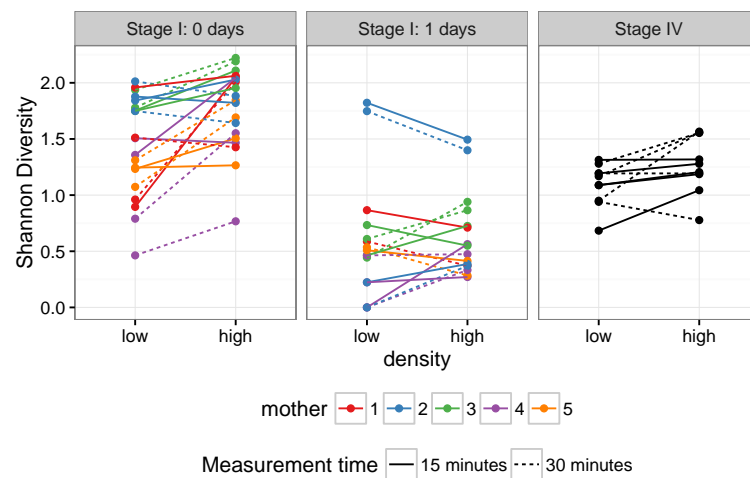 Stage I: 0 days Stage I: 1 days Stage IV
Shannon Diversity
2.0
1.5
1.0
0.5
0.0
low high low high low high
density
mother 1 2 3 4 5
Measurement time 15 minutes 30 minutes